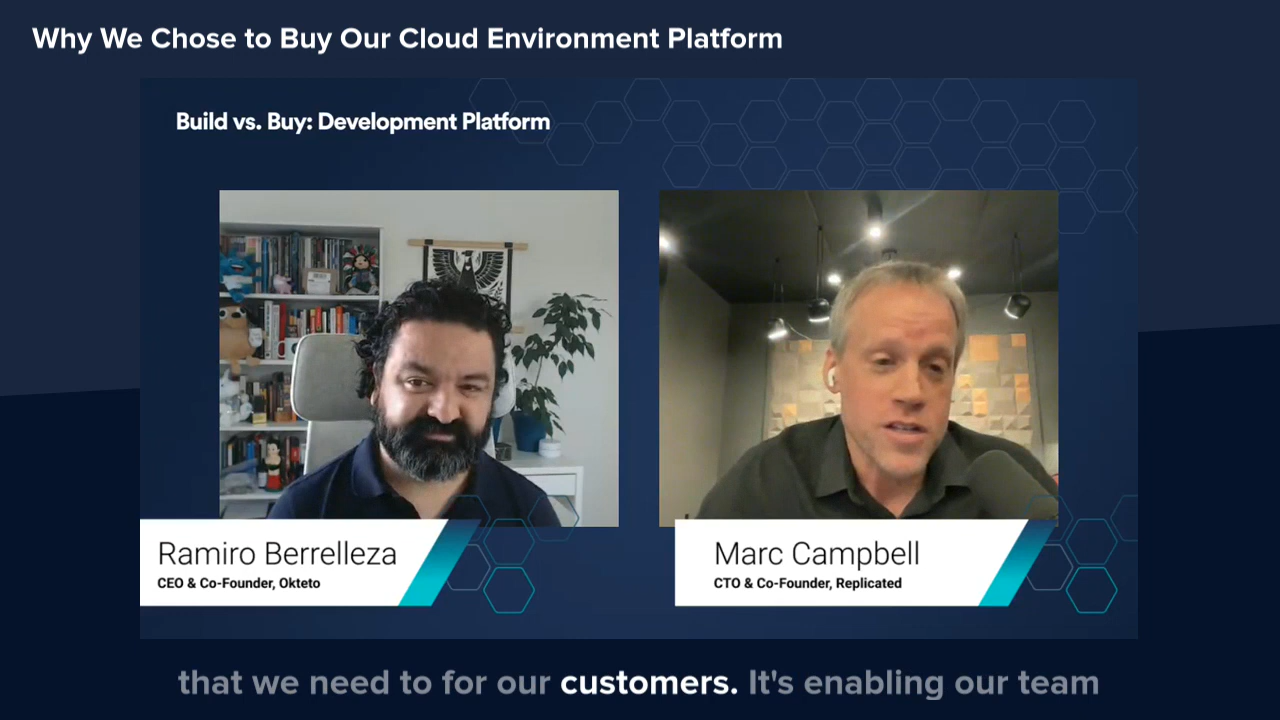 Why We Chose to Buy Our Cloud Environment Platform
Build vs. Buy: Development Platform
Ramiro Berrelleza
CEO & Co-Founder, Okteto
Marc Campbell
CTO & Co-Founder, Replicated
that we need to for our customers. It's enabling our team